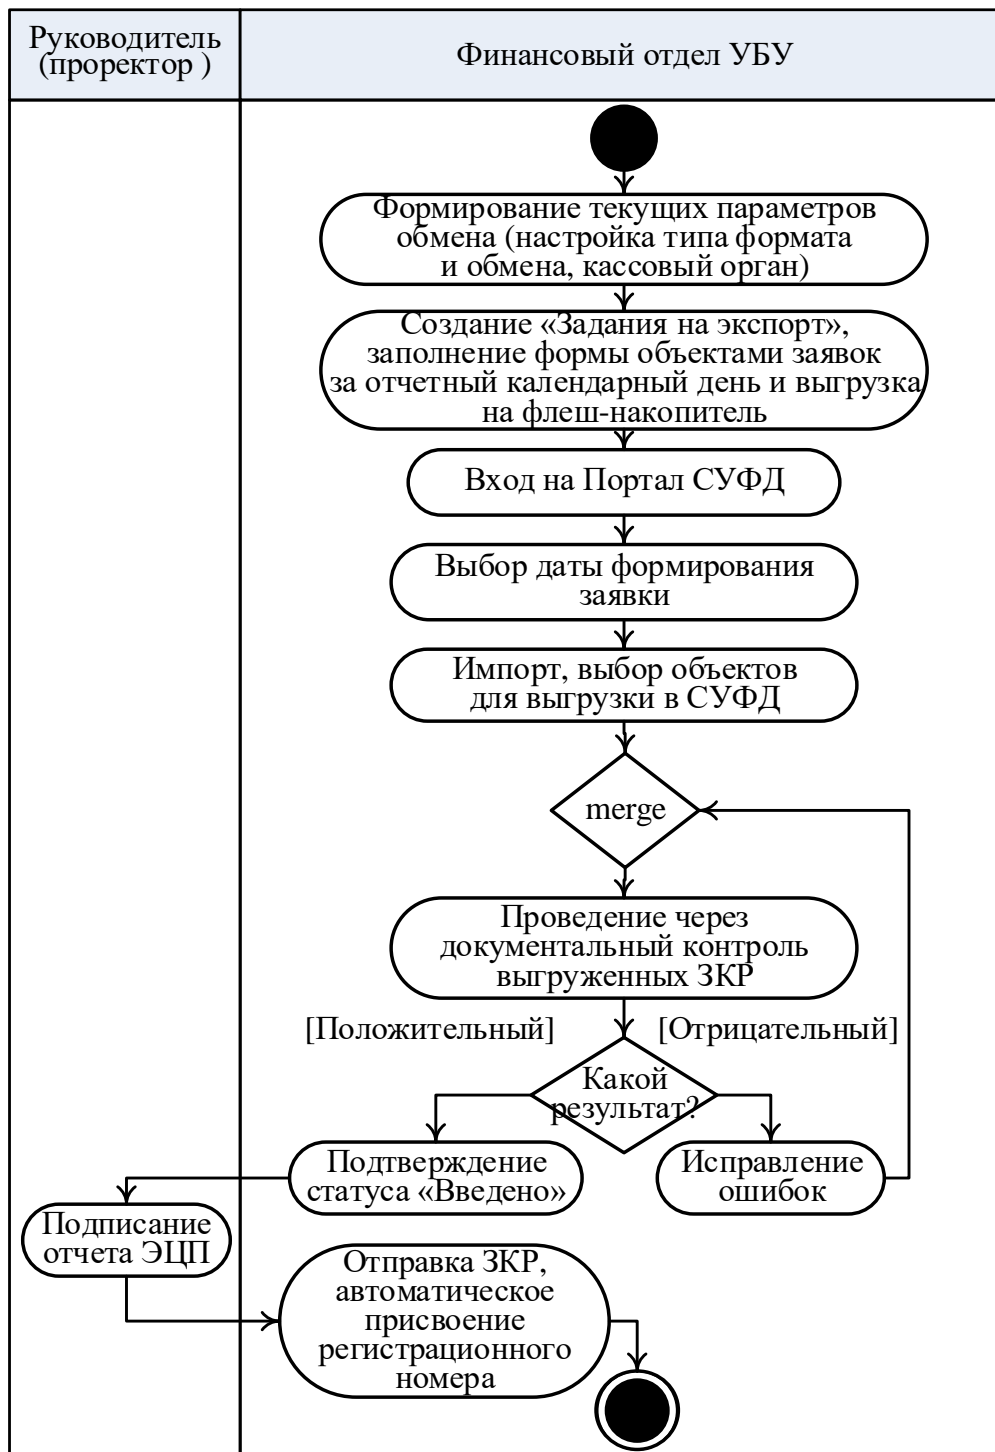 Руководитель
(проректор )
Финансовый отдел УБУ
Формирование текущих параметров
обмена (настройка типа формата
и обмена, кассовый орган)
Создание «Задания на экспорт»,
заполнение формы объектами заявок
за отчетный календарный день и выгрузка
на флеш-накопитель
Вход на Портал СУФД
Выбор даты формирования
заявки
Импорт, выбор объектов
для выгрузки в СУФД
merge
Проведение через
документальный контроль
выгруженных ЗКР
[Положительный]
[Отрицательный]
Какой
результат?
Подтверждение
статуса «Введено»
Исправление
ошибок
Подписание
отчета ЭЦП
Отправка ЗКР,
автоматическое
присвоение
регистрационного
номера